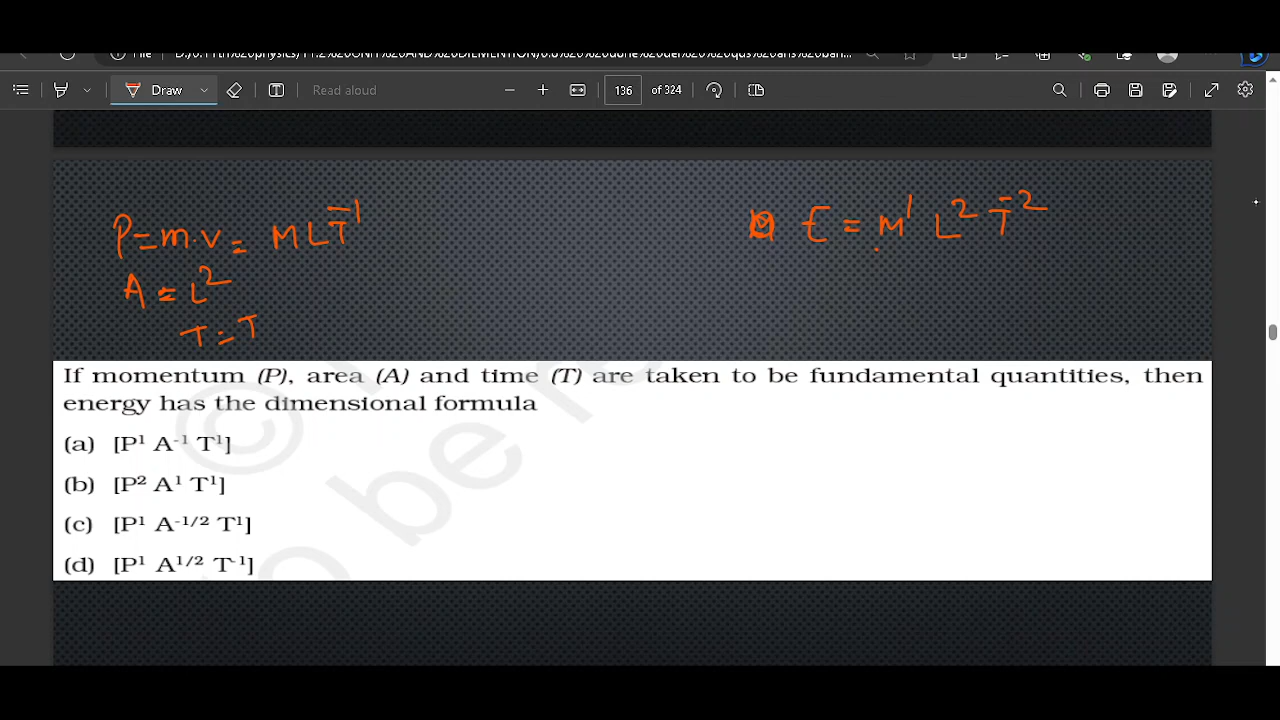 Draw
Read aloud
136 of 324
P = m.v = M L T⁻¹
E = M¹ L² T⁻²
A = L²
T = T
If momentum (P), area (A) and time (T) are taken to be fundamental quantities, then
energy has the dimensional formula
(a) [P¹ A⁻¹ T¹]
(b) [P² A¹ T¹]
(c) [P¹ A⁻¹/² T¹]
(d) [P¹ A¹/² T⁻¹]